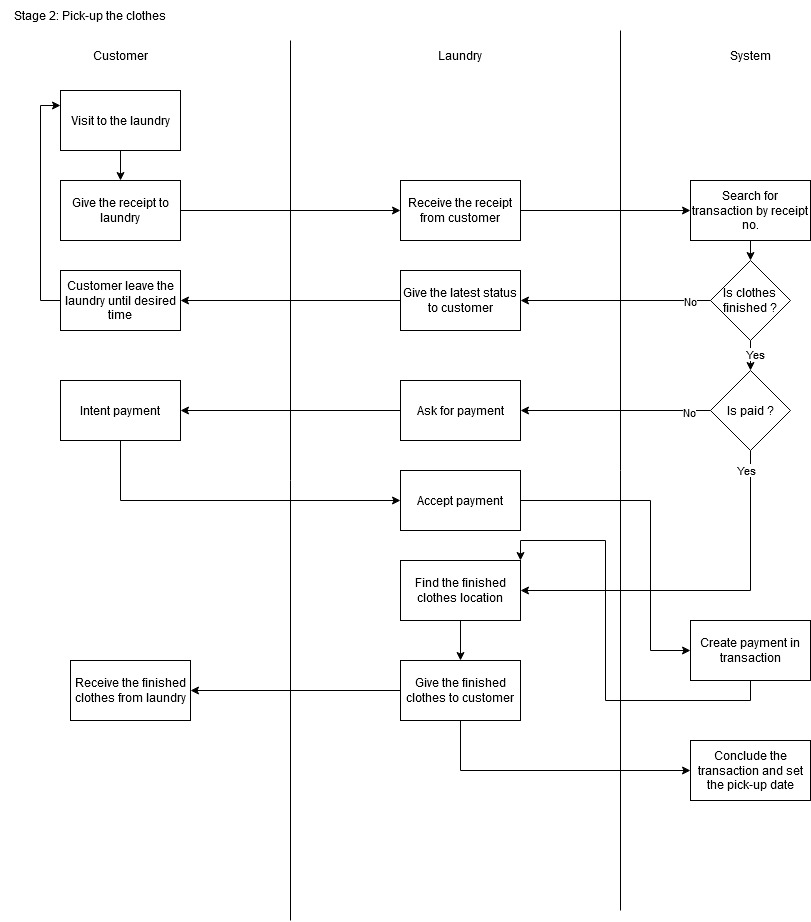 Stage 2: Pick-up the clothes
Customer
Laundry
System
Visit to the laundry
Give the receipt to
laundry
Receive the receipt
from customer
Search for
transaction by receipt
no.
Customer leave the
laundry until desired
time
Give the latest status
to customer
No
Is clothes
finished ?
Yes
Intent payment
Ask for payment
No
Is paid ?
Yes
Accept payment
Find the finished
clothes location
Create payment in
transaction
Receive the finished
clothes from laundry
Give the finished
clothes to customer
Conclude the
transaction and set
the pick-up date